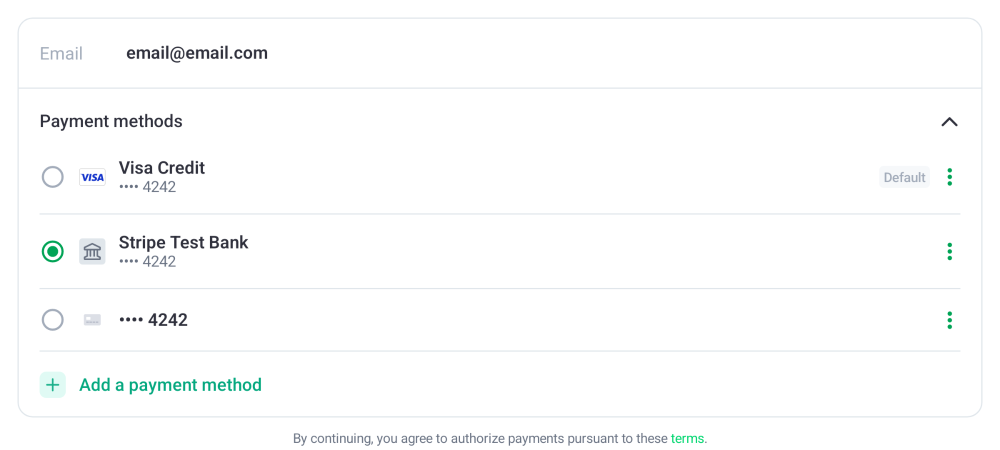 Email email@email.com
Payment methods
VISA Visa Credit
•••• 4242
Default
Stripe Test Bank
•••• 4242
•••• 4242
Add a payment method
By continuing, you agree to authorize payments pursuant to these terms.